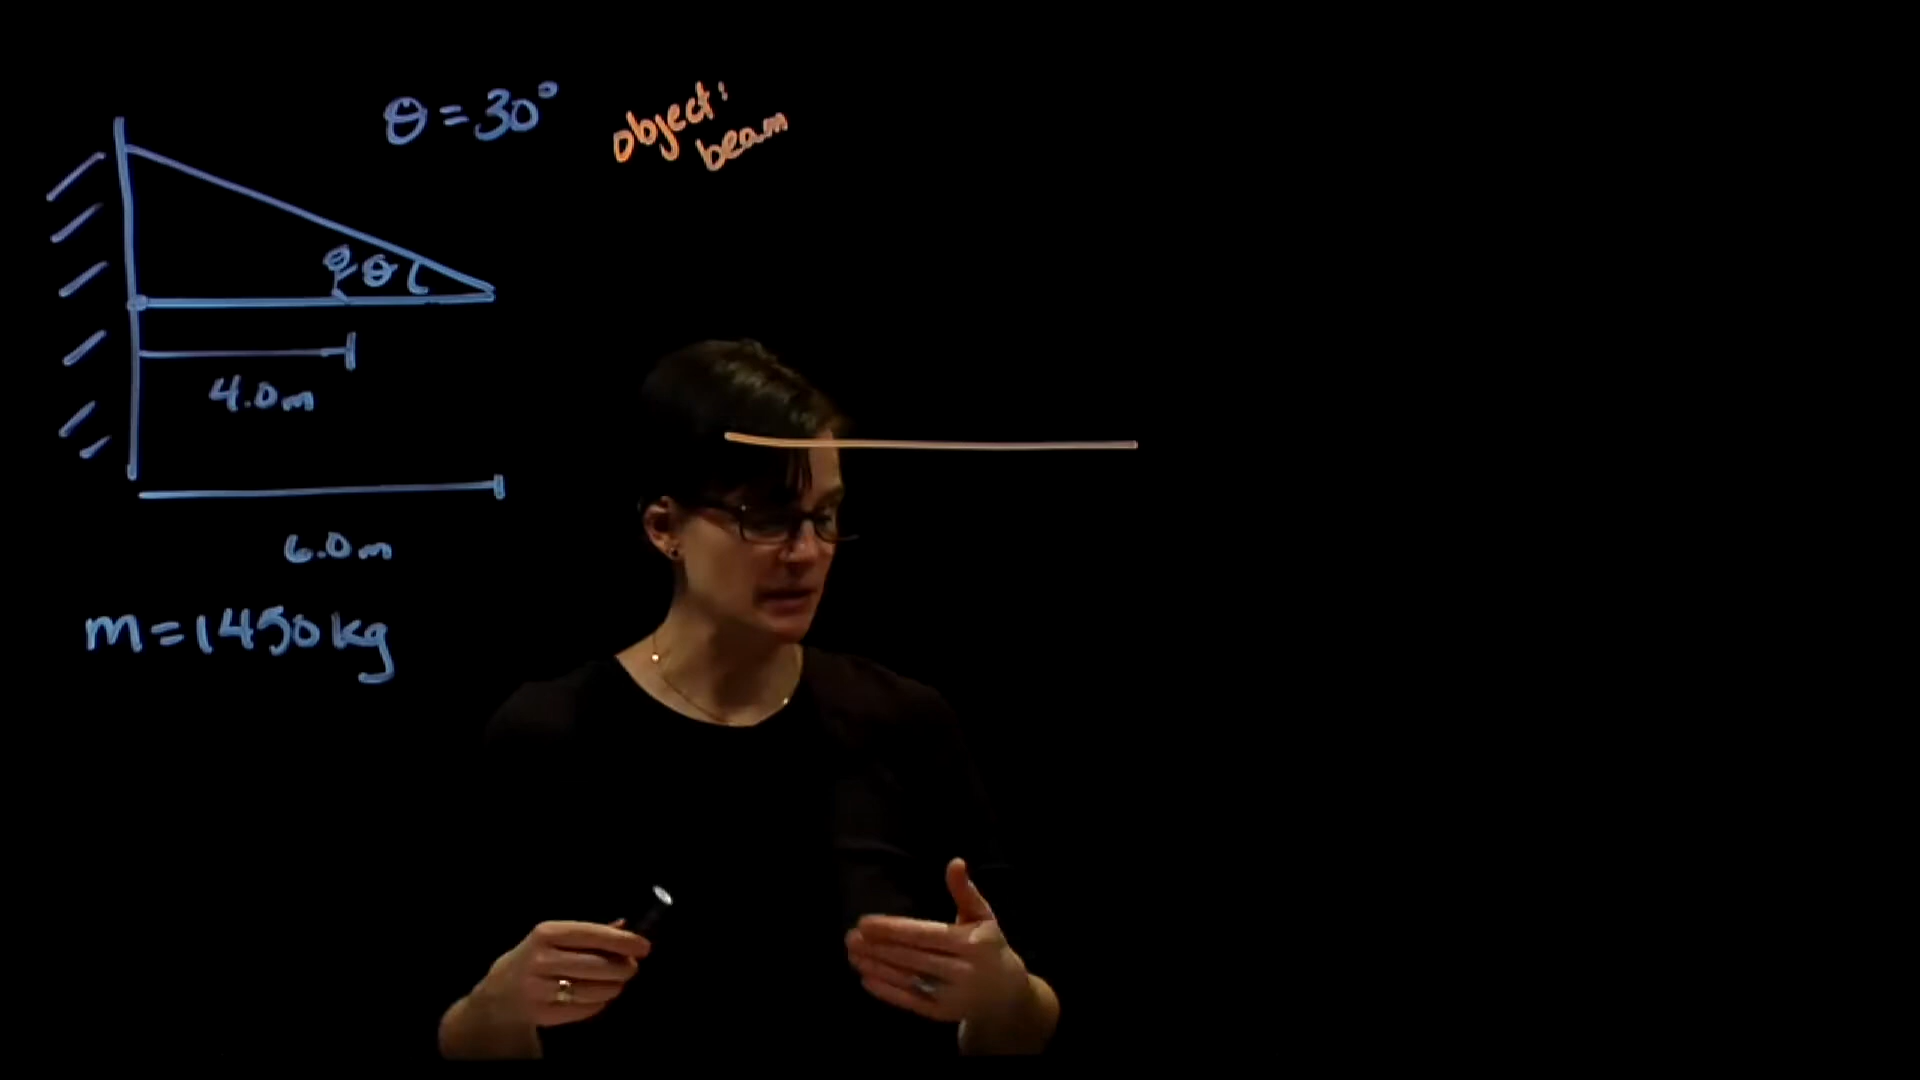 θ = 30°
object:
beam
θ
4.0m
6.0m
m=1450kg